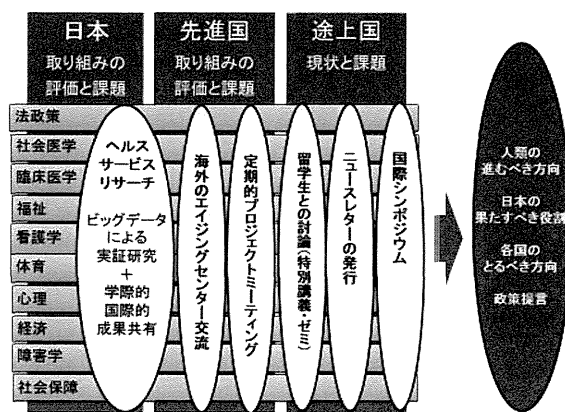 日本
取り組みの
評価と課題
先進国
取り組みの
評価と課題
途上国
現状と課題
法政策
社会医学
臨床医学
福祉
看護学
体育
心理
経済
障害学
社会保障
ヘルス
サービス
リサーチ
ビッグデータ
による
実証研究
+
学際的
国際的
成果共有
海外のエイジングセンター交流
定期的プロジェクトミーティング
留学生との討論(特別講義・ゼミ)
ニュースレターの発行
国際シンポジウム
人類の
進むべき方向
日本の
果たすべき役割
各国の
とるべき方向
政策提言